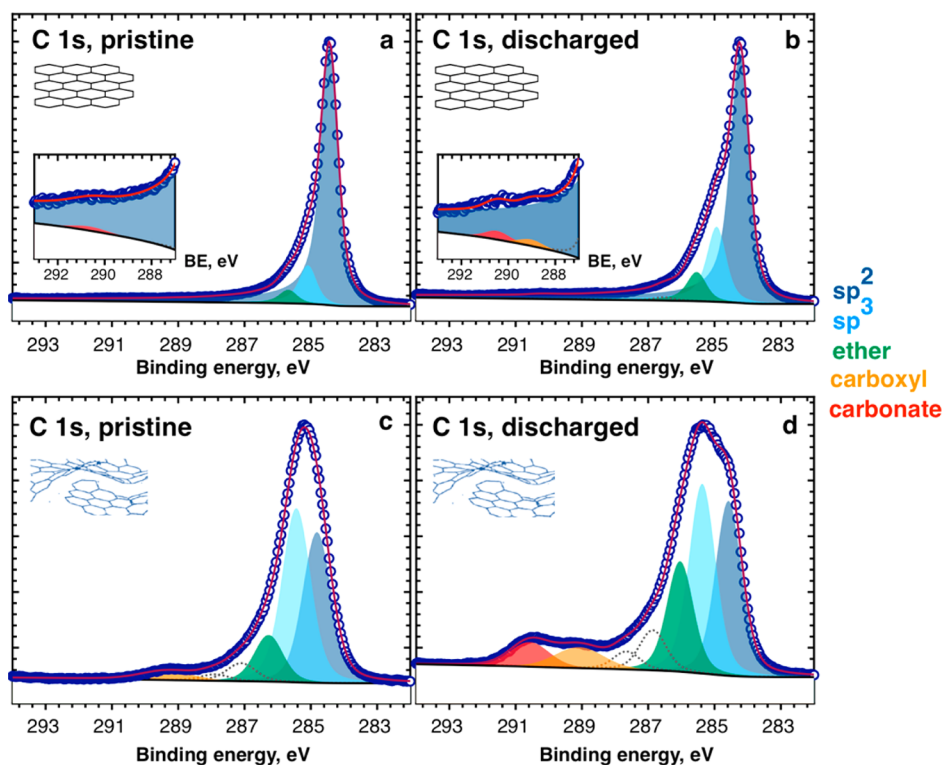 C 1s, pristine
a
292 290 288
BE, eV
293 291 289 287 285 283
Binding energy, eV
C 1s, discharged
b
292 290 288
BE, eV
293 291 289 287 285 283
Binding energy, eV
sp²
sp³
ether
carboxyl
carbonate
C 1s, pristine
c
293 291 289 287 285 283
Binding energy, eV
C 1s, discharged
d
293 291 289 287 285 283
Binding energy, eV